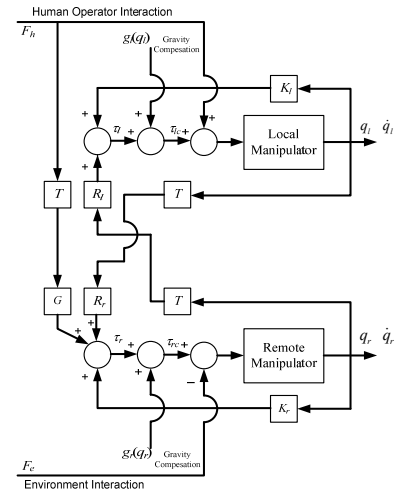 Human Operator Interaction
F_h
g_l(q_l) Gravity Compesation
K_l
+ + + +
τ_l + τ_lc +
Local Manipulator
q_l q̇_l
T
R_l
T
G
R_r
T
+ +
τ_r + τ_rc +
Remote Manipulator
q_r q̇_r
+ + −
K_r
g_r(q_r) Gravity Compesation
F_e
Environment Interaction